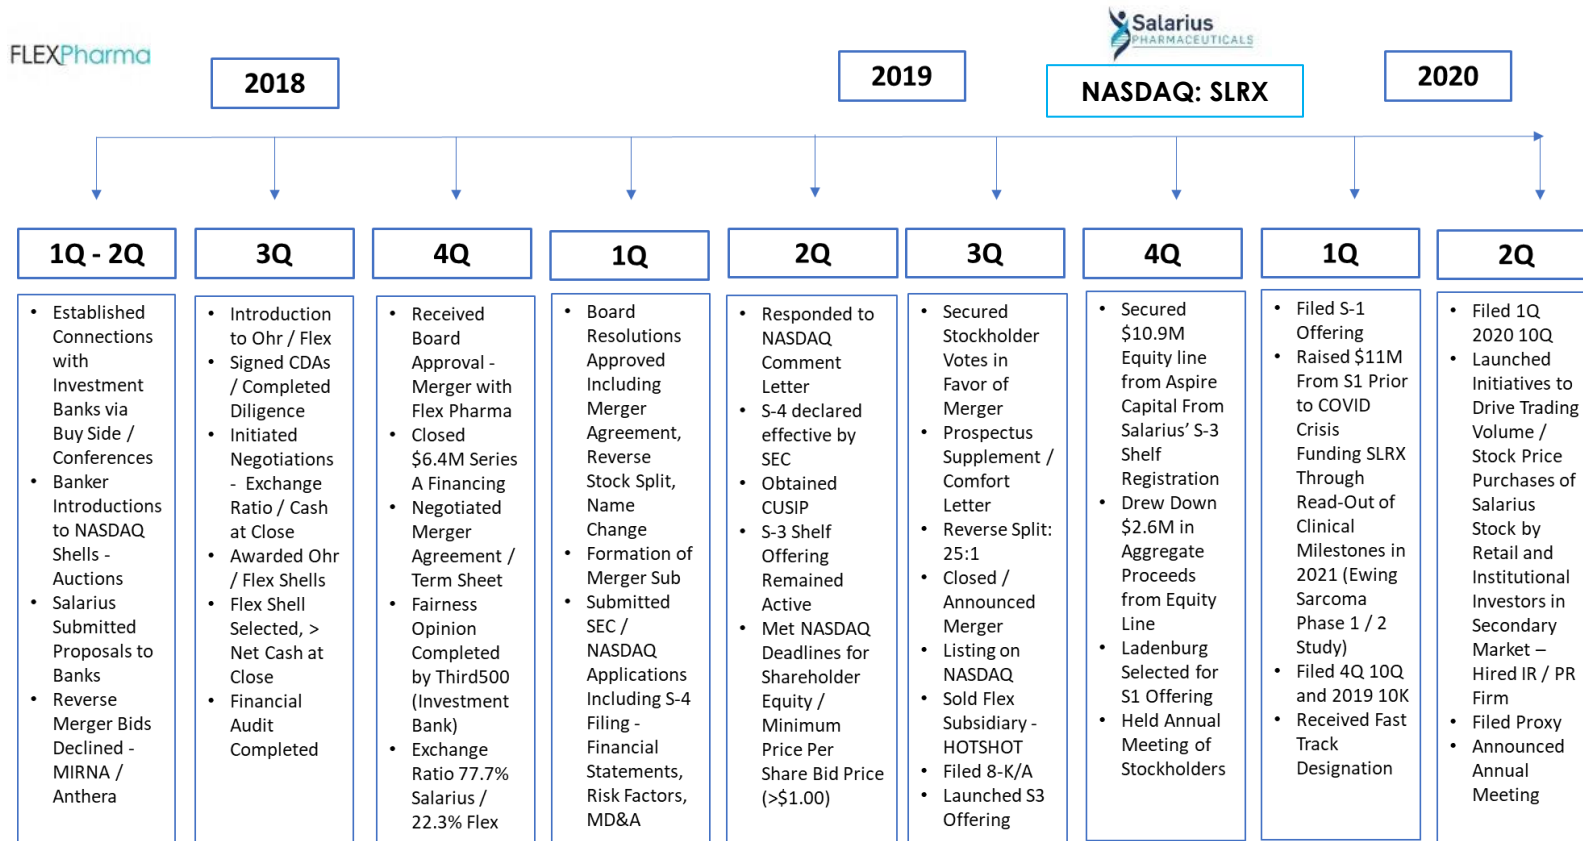 FLEXPharma
Salarius
PHARMACEUTICALS
2018
2019
NASDAQ: SLRX
2020
1Q - 2Q
3Q
4Q
1Q
2Q
3Q
4Q
1Q
2Q
• Established
Connections
with
Investment
Banks via
Buy Side /
Conferences
• Banker
Introductions
to NASDAQ
Shells -
Auctions
• Salarius
Submitted
Proposals to
Banks
• Reverse
Merger Bids
Declined -
MIRNA /
Anthera
• Introduction
to Ohr / Flex
• Signed CDAs
/ Completed
Diligence
• Initiated
Negotiations
- Exchange
Ratio / Cash
at Close
• Awarded Ohr
/ Flex Shells
• Flex Shell
Selected, >
Net Cash at
Close
• Financial
Audit
Completed
• Received
Board
Approval -
Merger with
Flex Pharma
• Closed
$6.4M Series
A Financing
• Negotiated
Merger
Agreement /
Term Sheet
• Fairness
Opinion
Completed
by Third500
(Investment
Bank)
• Exchange
Ratio 77.7%
Salarius /
22.3% Flex
• Board
Resolutions
Approved
Including
Merger
Agreement,
Reverse
Stock Split,
Name
Change
• Formation of
Merger Sub
• Submitted
SEC /
NASDAQ
Applications
Including S-4
Filing -
Financial
Statements,
Risk Factors,
MD&A
• Responded to
NASDAQ
Comment
Letter
• S-4 declared
effective by
SEC
• Obtained
CUSIP
• S-3 Shelf
Offering
Remained
Active
• Met NASDAQ
Deadlines for
Shareholder
Equity /
Minimum
Price Per
Share Bid Price
(>$1.00)
• Secured
Stockholder
Votes in
Favor of
Merger
• Prospectus
Supplement /
Comfort
Letter
• Reverse Split:
25:1
• Closed /
Announced
Merger
• Listing on
NASDAQ
• Sold Flex
Subsidiary -
HOTSHOT
• Filed 8-K/A
• Launched S3
Offering
• Secured
$10.9M
Equity line
from Aspire
Capital From
Salarius’ S-3
Shelf
Registration
• Drew Down
$2.6M in
Aggregate
Proceeds
from Equity
Line
• Ladenburg
Selected for
S1 Offering
• Held Annual
Meeting of
Stockholders
• Filed S-1
Offering
• Raised $11M
From S1 Prior
to COVID
Crisis
Funding SLRX
Through
Read-Out of
Clinical
Milestones in
2021 (Ewing
Sarcoma
Phase 1 / 2
Study)
• Filed 4Q 10Q
and 2019 10K
• Received Fast
Track
Designation
• Filed 1Q
2020 10Q
• Launched
Initiatives to
Drive Trading
Volume /
Stock Price
Purchases of
Salarius
Stock by
Retail and
Institutional
Investors in
Secondary
Market –
Hired IR / PR
Firm
• Filed Proxy
• Announced
Annual
Meeting